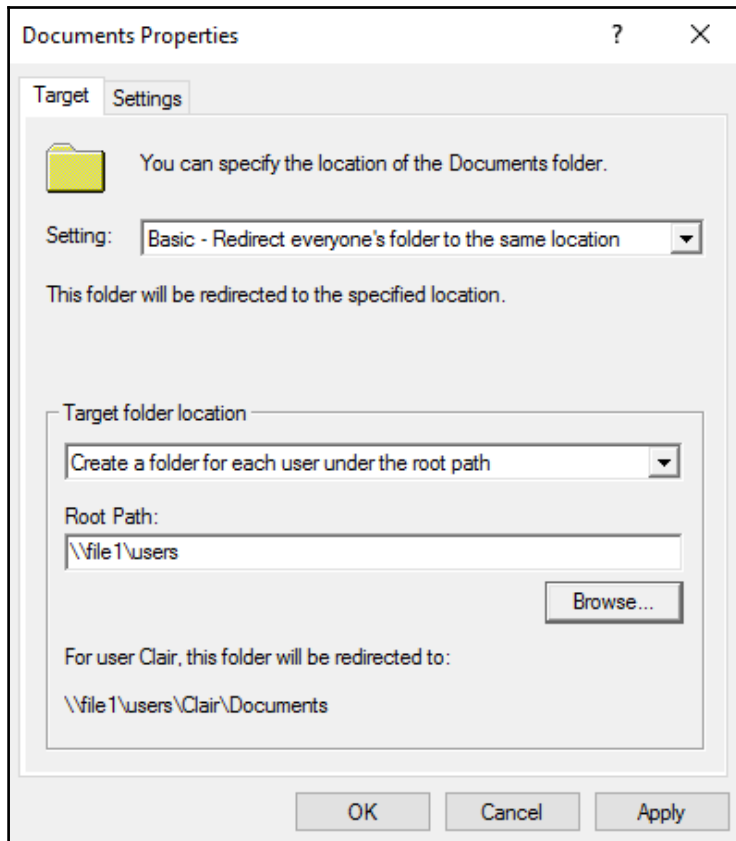 Documents Properties
?
Target
Settings
You can specify the location of the Documents folder.
Setting:
Basic - Redirect everyone's folder to the same location
This folder will be redirected to the specified location.
Target folder location
Create a folder for each user under the root path
Root Path:
\\file1\users
Browse...
For user Clair, this folder will be redirected to:
\\file1\users\Clair\Documents
OK
Cancel
Apply